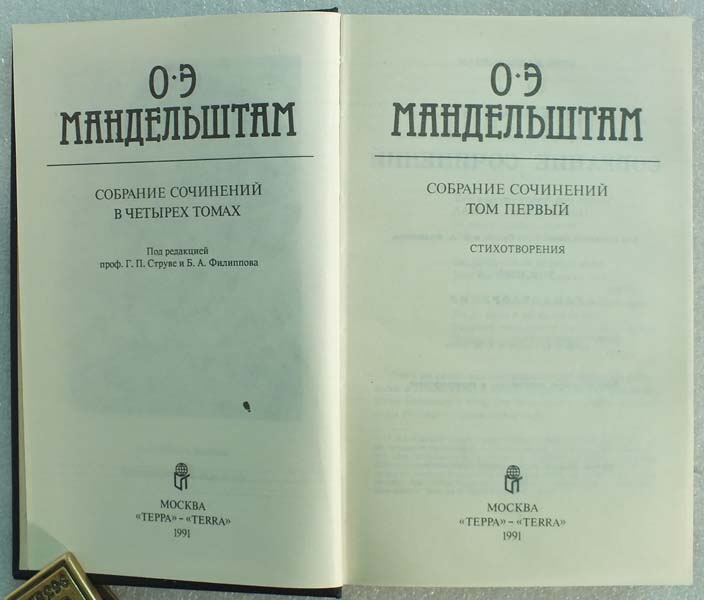 О·Э
МАНДЕЛЬШТАМ
СОБРАНИЕ СОЧИНЕНИЙ
В ЧЕТЫРЕХ ТОМАХ
Под редакцией
проф. Г. П. Струве и Б. А. Филиппова
МОСКВА
«ТЕРРА» – «TERRA»
1991
О·Э
МАНДЕЛЬШТАМ
СОБРАНИЕ СОЧИНЕНИЙ
ТОМ ПЕРВЫЙ
СТИХОТВОРЕНИЯ
МОСКВА
«ТЕРРА» – «TERRA»
1991